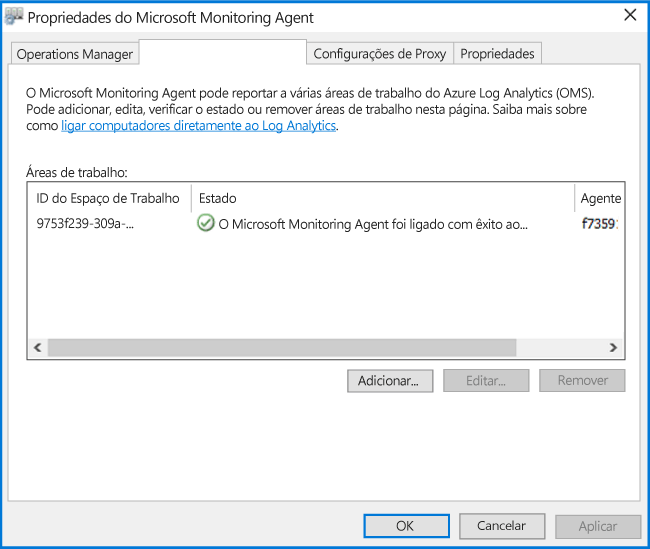 Propriedades do Microsoft Monitoring Agent
Operations Manager
Configurações de Proxy
Propriedades
O Microsoft Monitoring Agent pode reportar a várias áreas de trabalho do Azure Log Analytics (OMS).
Pode adicionar, edita, verificar o estado ou remover áreas de trabalho nesta página. Saiba mais sobre
como ligar computadores diretamente ao Log Analytics.
Áreas de trabalho:
ID do Espaço de Trabalho Estado Agente
9753f239-309a-... O Microsoft Monitoring Agent foi ligado com êxito ao... f7359
Adicionar... Editar... Remover
OK Cancelar Aplicar